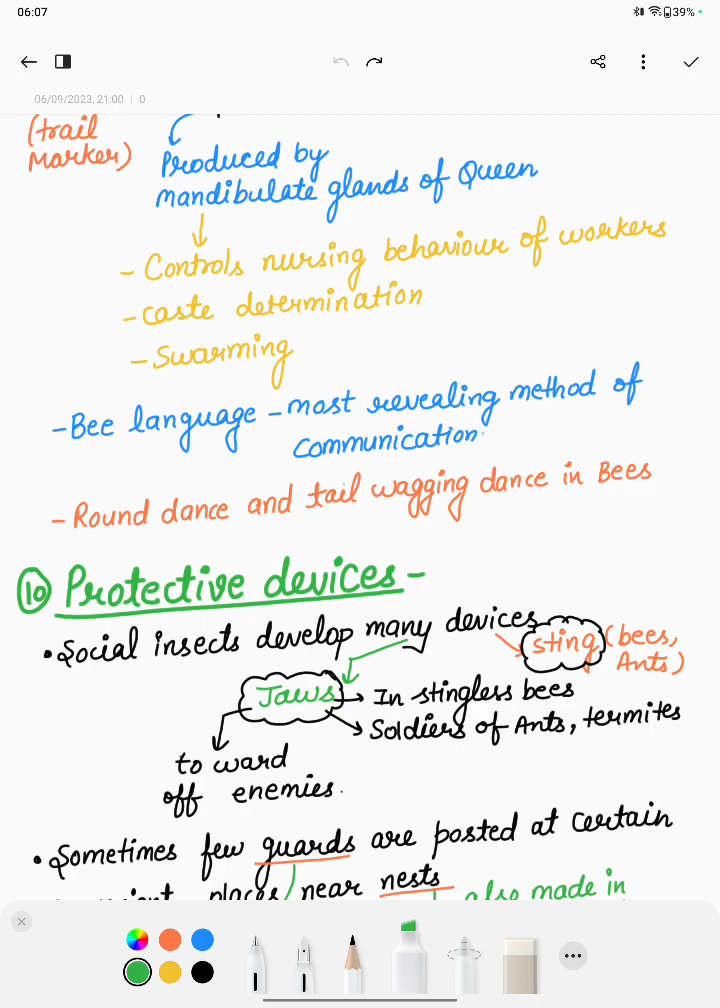 06:07
39%
06/09/2023, 21:00 | 0
(trail
Marker)
Produced by
mandibulate glands of Queen
- Controls nursing behaviour of workers
- caste determination
- Swarming
- Bee language - most revealing method of
communication.
- Round dance and tail wagging dance in Bees
10 Protective devices -
• Social insects develop many devices
sting (bees,
Ants)
Jaws
In stingless bees
Soldiers of Ants, termites
to ward
off enemies.
• Sometimes few guards are posted at certain
places near nests
also made in